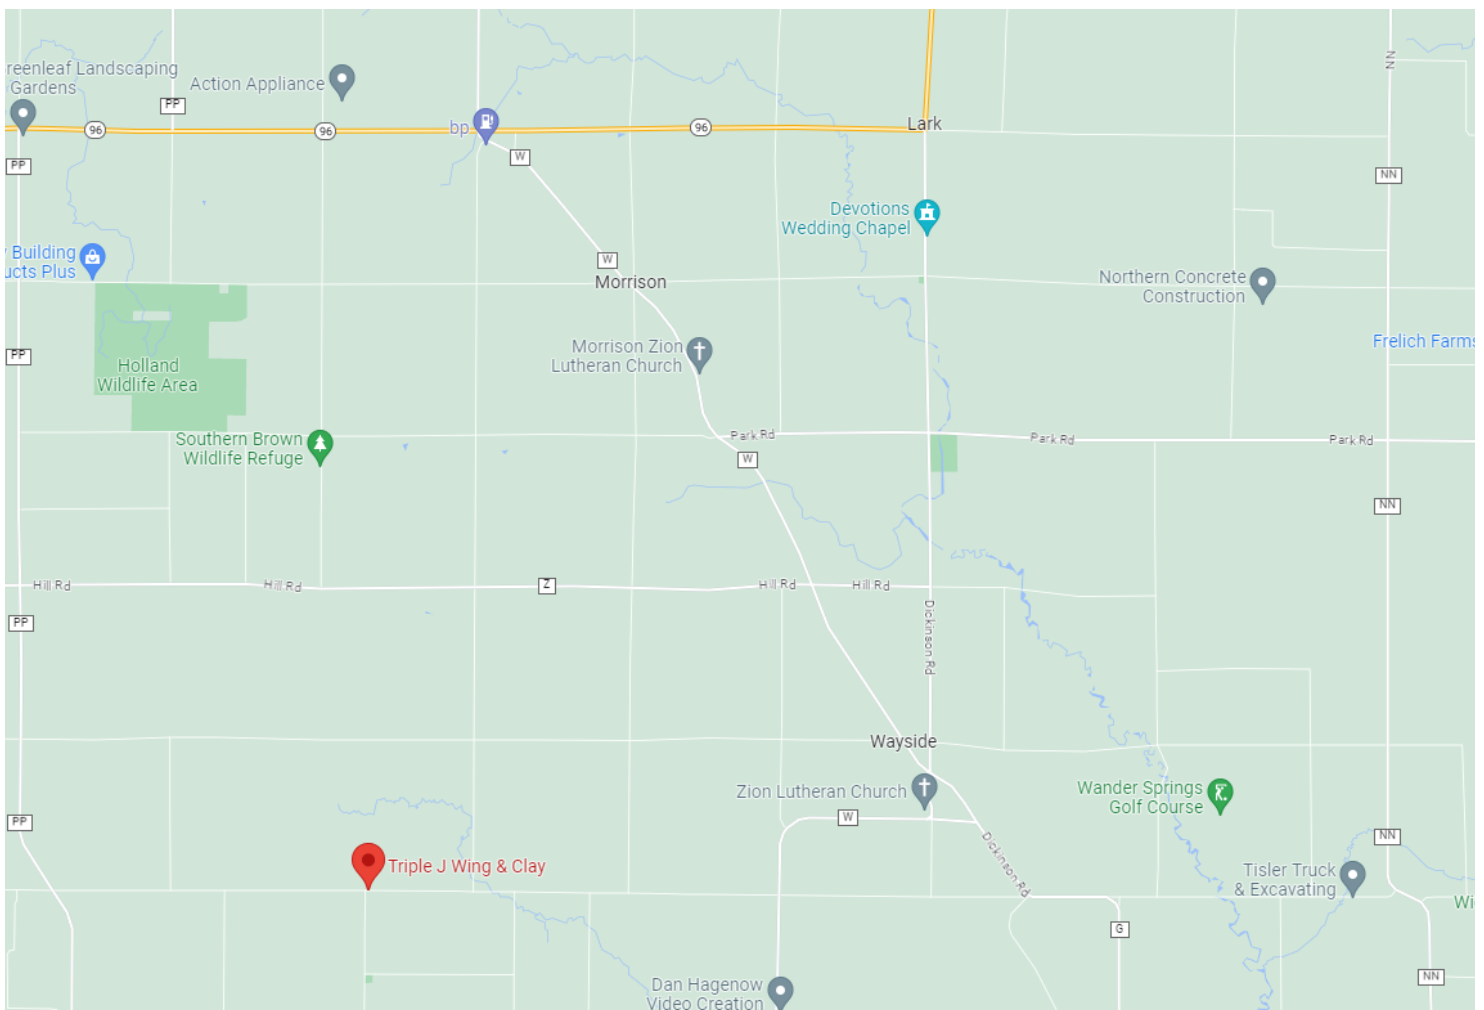 reenleaf Landscaping
Gardens
PP
Action Appliance
96
96
bp
W
96
Lark
NN
PP
NN
Devotions
Wedding Chapel
Building
ucts Plus
W
Morrison
Northern Concrete
Construction
PP
Holland
Wildlife Area
Morrison Zion
Lutheran Church
Frelich Farms
Southern Brown
Wildlife Refuge
Park Rd
Park Rd
Park Rd
W
NN
Hill Rd
Hill Rd
Z
Hill Rd
Hill Rd
PP
Dickinson Rd
Wayside
Zion Lutheran Church
Wander Springs
Golf Course
PP
W
NN
Dickinson Rd
Triple J Wing & Clay
Tisler Truck
& Excavating
Wi
G
Dan Hagenow
Video Creation
NN